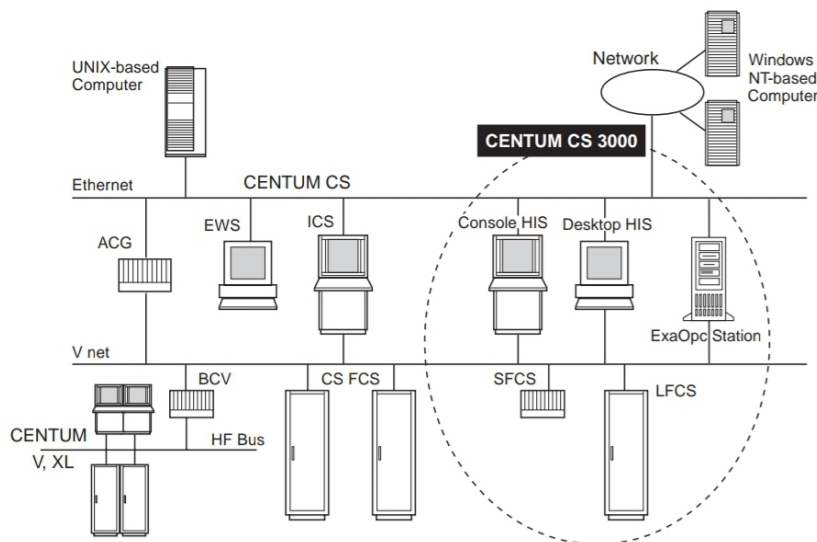 UNIX-based
Computer
Network
Windows
NT-based
Computer
CENTUM CS 3000
Ethernet
CENTUM CS
ACG
EWS
ICS
Console HIS
Desktop HIS
ExaOpc Station
V net
BCV
CS FCS
SFCS
LFCS
CENTUM
HF Bus
V, XL